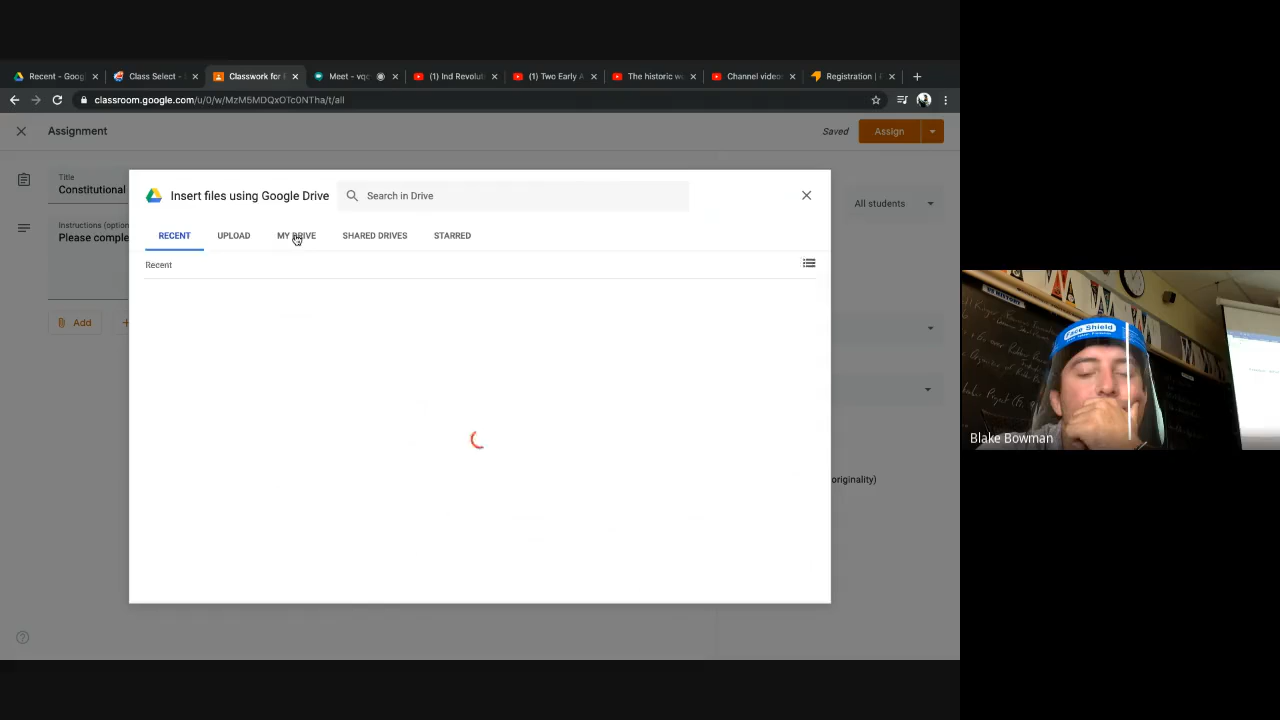 Recent - Goog
Class Select -
Classwork for
Meet - vqc
(1) Ind Revolut
(1) Two Early A
The historic w
Channel video
Registration |
classroom.google.com/u/0/w/MzM5MDQxOTc0NTha/t/all
Assignment
Saved
Assign
Title
Constitutional
Instructions (option
Please comple
Add
All students
originality)
Insert files using Google Drive
Search in Drive
RECENT
UPLOAD
MY DRIVE
SHARED DRIVES
STARRED
Recent
Face Shield
Blake Bowman